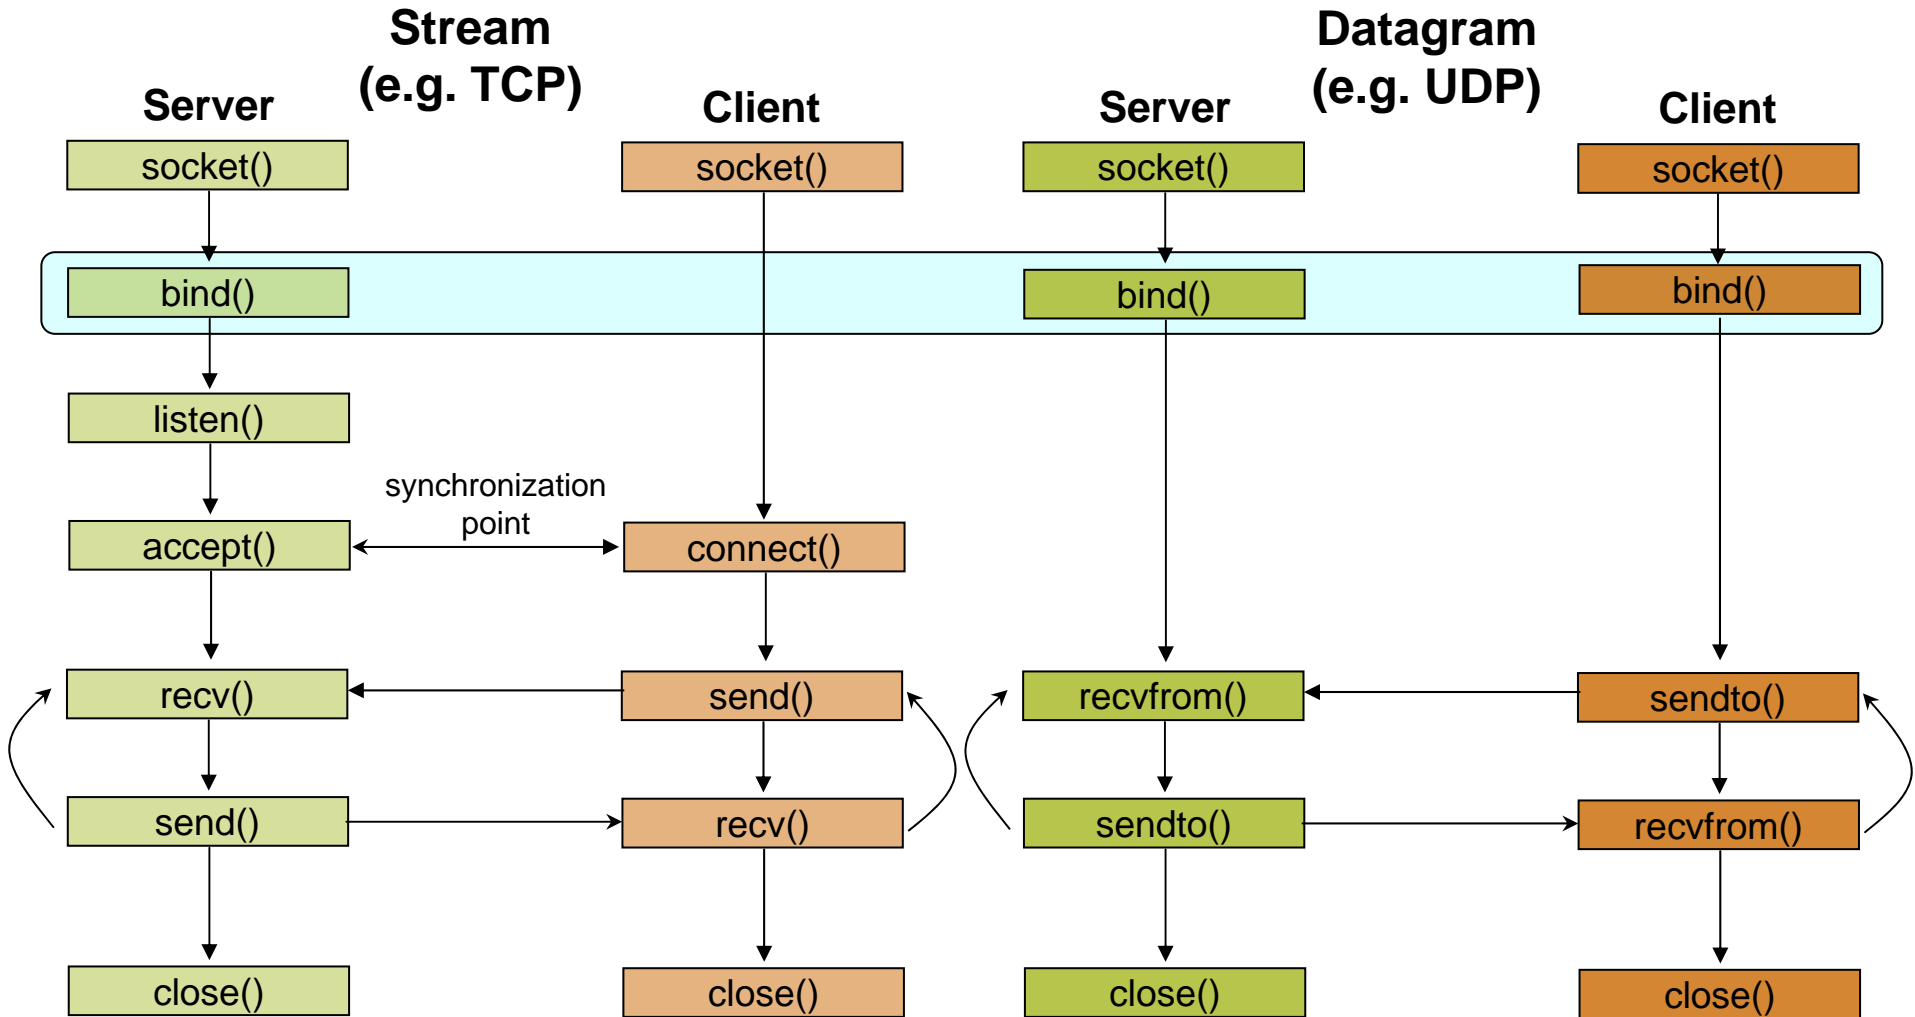 Stream
(e.g. TCP)
Datagram
(e.g. UDP)
Server
Client
Server
Client
socket()
socket()
socket()
socket()
bind()
bind()
bind()
listen()
synchronization
point
accept()
connect()
recv()
send()
recvfrom()
sendto()
send()
recv()
sendto()
recvfrom()
close()
close()
close()
close()